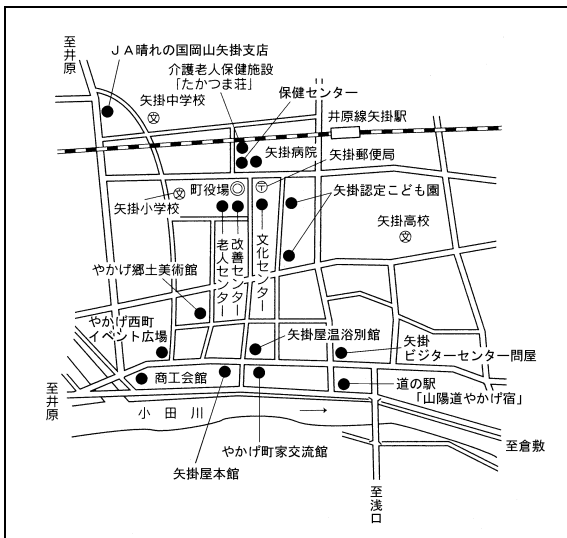 至井原
JA晴れの国岡山矢掛支店
介護老人保健施設
「たかつま荘」
保健センター
矢掛中学校
文
井原線矢掛駅
矢掛病院
矢掛郵便局
〒
町役場
文
矢掛小学校
矢掛認定こども園
矢掛高校
文
老人センター
改善センター
文化センター
やかげ郷土美術館
やかげ西町
イベント広場
矢掛屋温浴別館
矢掛
ビジターセンター問屋
商工会館
至井原
道の駅
「山陽道やかげ宿」
小田川
→
やかげ町家交流館
矢掛屋本館
至倉敷
至浅口